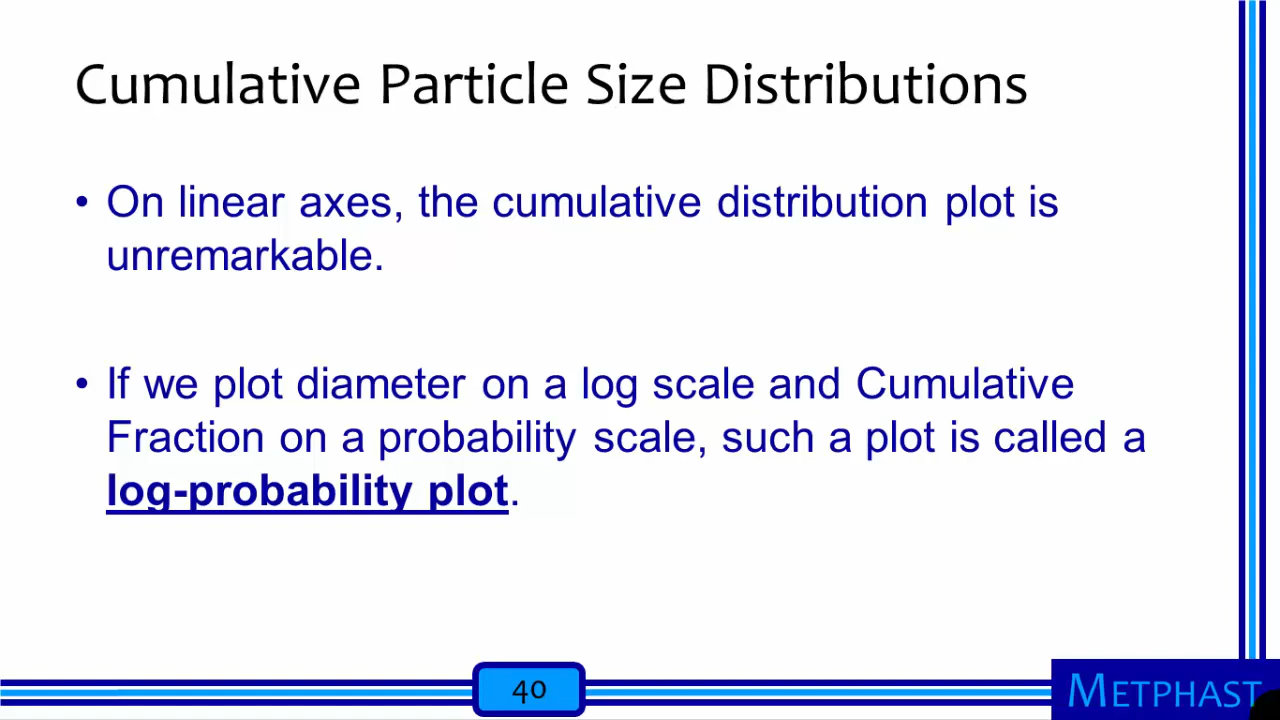 Cumulative Particle Size Distributions
• On linear axes, the cumulative distribution plot is
unremarkable.
• If we plot diameter on a log scale and Cumulative
Fraction on a probability scale, such a plot is called a
log-probability plot.
40
METPHAST